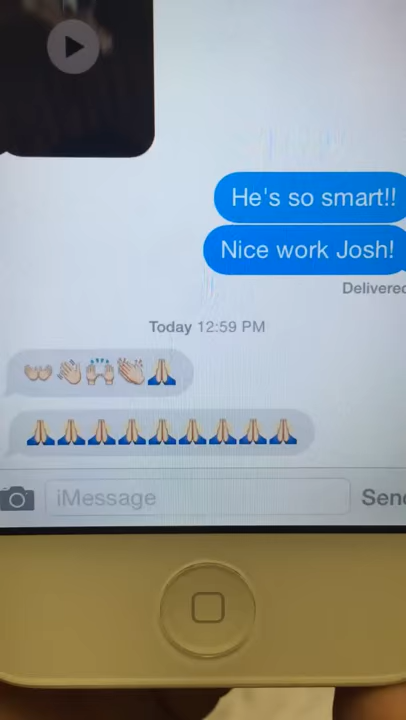 He's so smart!!
Nice work Josh!
Delivered
Today 12:59 PM
👐👋🙌👏🙏
🙏🙏🙏🙏🙏🙏🙏🙏🙏
iMessage
Send